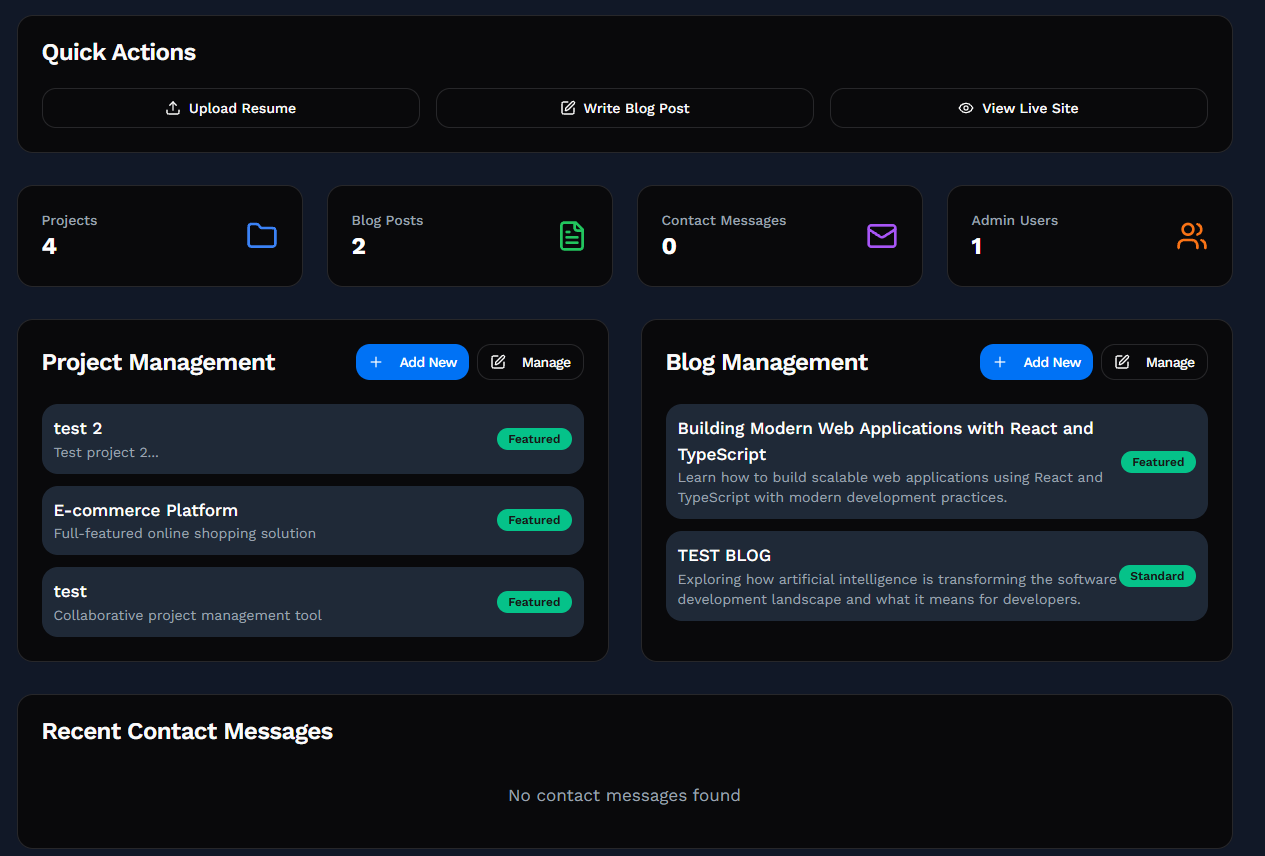 Quick Actions
Upload Resume
Write Blog Post
View Live Site
Projects
4
Blog Posts
2
Contact Messages
0
Admin Users
1
Project Management
Add New
Manage
test 2
Test project 2...
Featured
E-commerce Platform
Full-featured online shopping solution
Featured
test
Collaborative project management tool
Featured
Blog Management
Add New
Manage
Building Modern Web Applications with React and
TypeScript
Learn how to build scalable web applications using React and
TypeScript with modern development practices.
Featured
TEST BLOG
Exploring how artificial intelligence is transforming the software
development landscape and what it means for developers.
Standard
Recent Contact Messages
No contact messages found